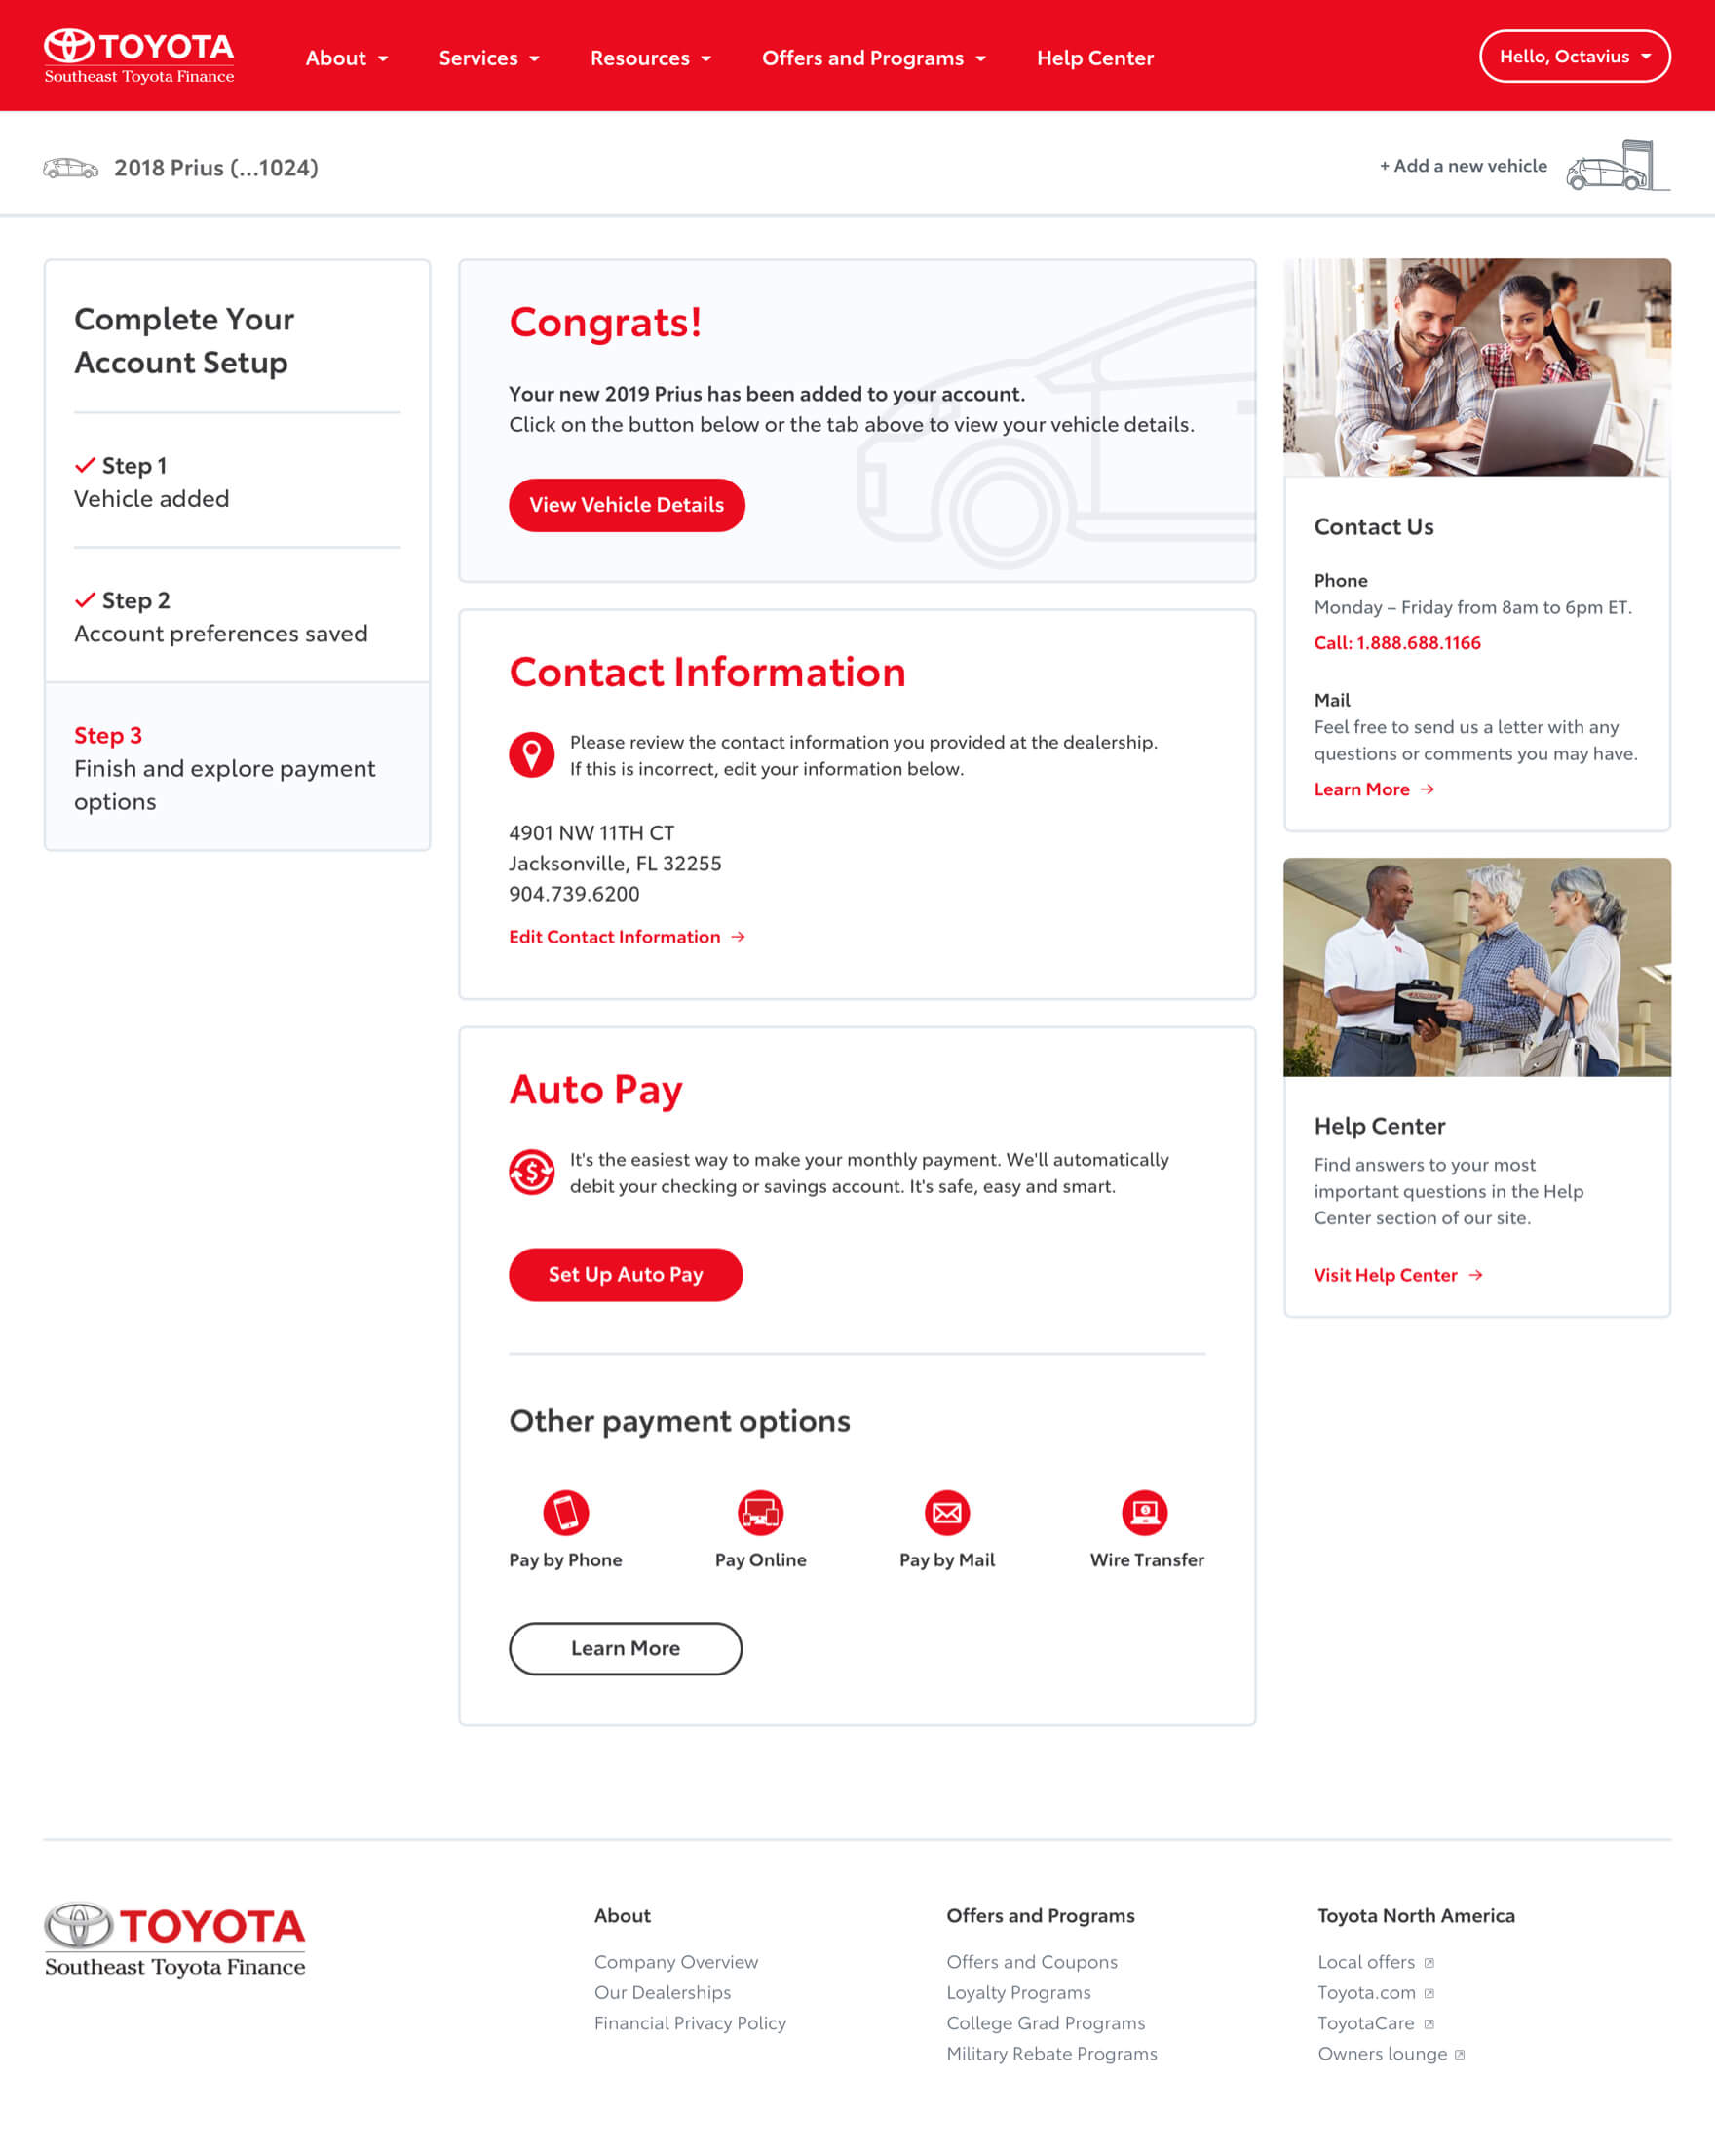 TOYOTA
Southeast Toyota Finance
About
Services
Resources
Offers and Programs
Help Center
Hello, Octavius
2018 Prius (...1024)
+ Add a new vehicle
Complete Your
Account Setup
Step 1
Vehicle added
Step 2
Account preferences saved
Step 3
Finish and explore payment
options
Congrats!
Your new 2019 Prius has been added to your account.
Click on the button below or the tab above to view your vehicle details.
View Vehicle Details
Contact Information
Please review the contact information you provided at the dealership.
If this is incorrect, edit your information below.
4901 NW 11TH CT
Jacksonville, FL 32255
904.739.6200
Edit Contact Information
Auto Pay
It's the easiest way to make your monthly payment. We'll automatically
debit your checking or savings account. It's safe, easy and smart.
Set Up Auto Pay
Other payment options
Pay by Phone
Pay Online
Pay by Mail
Wire Transfer
Learn More
Contact Us
Phone
Monday – Friday from 8am to 6pm ET.
Call: 1.888.688.1166
Mail
Feel free to send us a letter with any
questions or comments you may have.
Learn More
Help Center
Find answers to your most
important questions in the Help
Center section of our site.
Visit Help Center
TOYOTA
Southeast Toyota Finance
About
Company Overview
Our Dealerships
Financial Privacy Policy
Offers and Programs
Offers and Coupons
Loyalty Programs
College Grad Programs
Military Rebate Programs
Toyota North America
Local offers
Toyota.com
ToyotaCare
Owners lounge